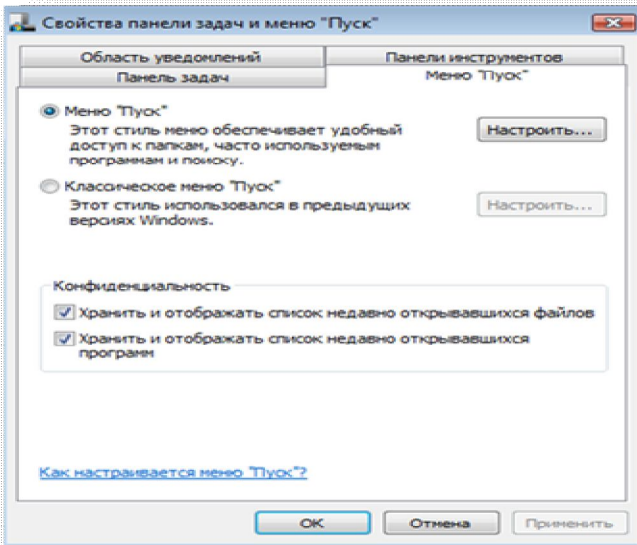 Свойства панели задач и меню "Пуск"
Область уведомлений
Панели инструментов
Панель задач
Меню "Пуск"
Меню "Пуск"
Этот стиль меню обеспечивает удобный
доступ к папкам, часто используемым
программам и поиску.
Настроить...
Классическое меню "Пуск"
Этот стиль использовался в предыдущих
версиях Windows.
Настроить...
Конфиденциальность
Хранить и отображать список недавно открывавшихся файлов
Хранить и отображать список недавно открывавшихся
программ
Как настраивается меню "Пуск"?
ОК
Отмена
Применить